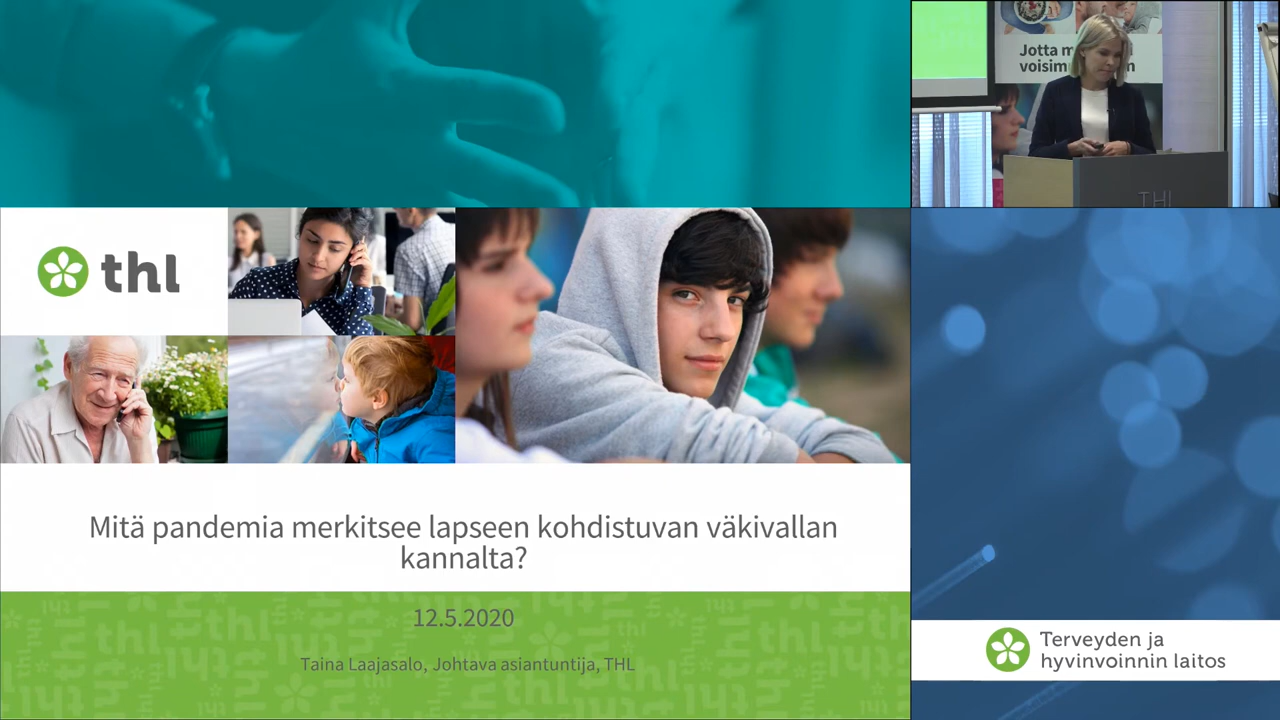 thl
Mitä pandemia merkitsee lapseen kohdistuvan väkivallan
kannalta?
12.5.2020
Taina Laajasalo, Johtava asiantuntija, THL
Jotta
voisim
THL
Terveyden ja
hyvinvoinnin laitos